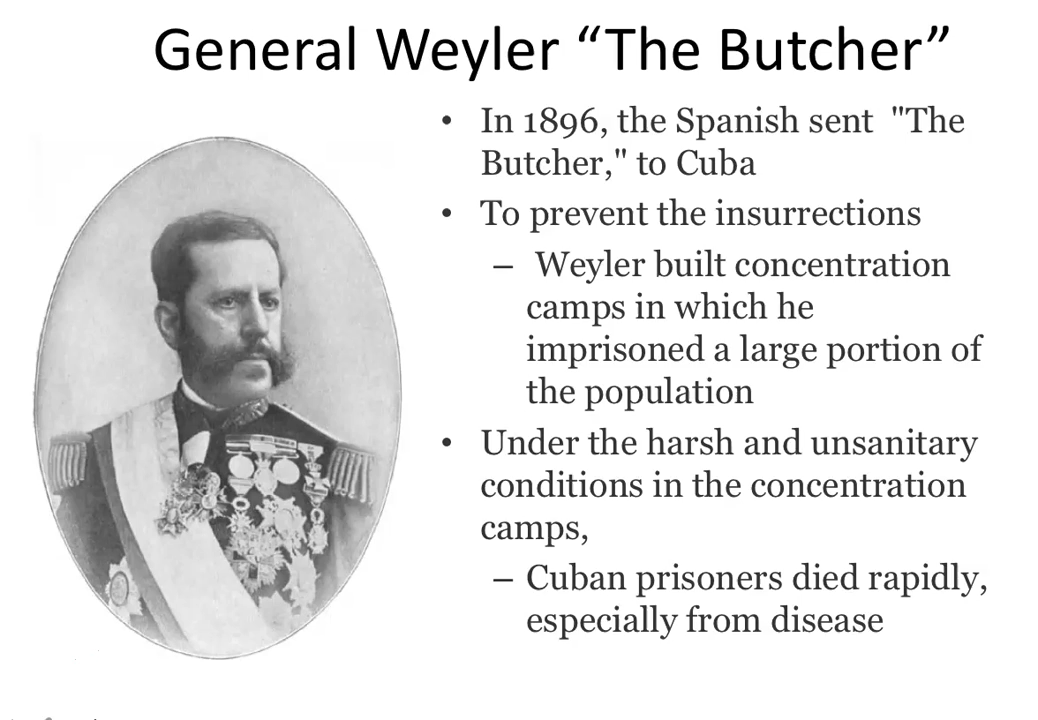 General Weyler “The Butcher”
• In 1896, the Spanish sent "The
Butcher," to Cuba
• To prevent the insurrections
– Weyler built concentration
camps in which he
imprisoned a large portion of
the population
• Under the harsh and unsanitary
conditions in the concentration
camps,
– Cuban prisoners died rapidly,
especially from disease